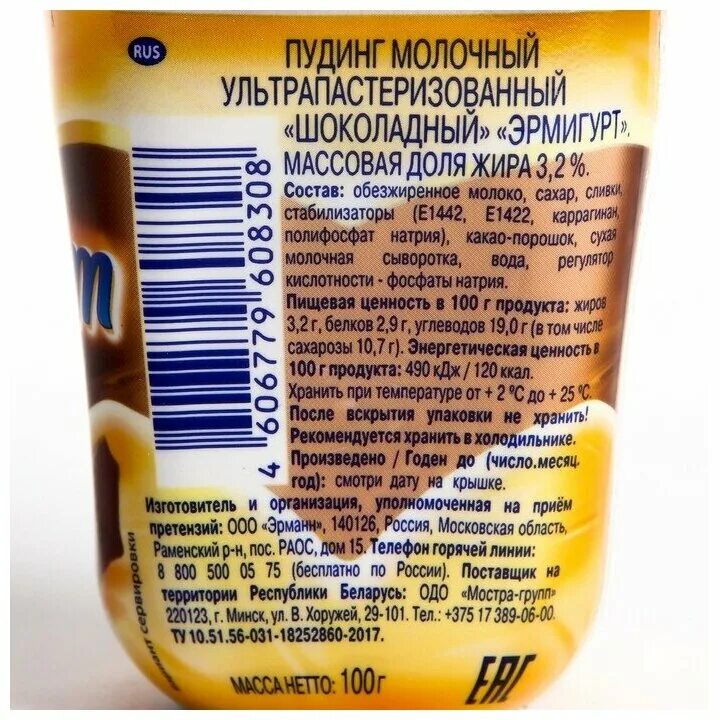 RUS
ПУДИНГ МОЛОЧНЫЙ
УЛЬТРАПАСТЕРИЗОВАННЫЙ
«ШОКОЛАДНЫЙ» «ЭРМИГУРТ».
МАССОВАЯ ДОЛЯ ЖИРА 3,2 %.
Состав: обезжиренное молоко, сахар, сливки,
стабилизаторы (Е1442, Е1422, каррагинан,
полифосфат натрия), какао-порошок, сухая
молочная сыворотка, вода, регулятор
кислотности - фосфаты натрия.
Пищевая ценность в 100 г продукта: жиров
3,2 г, белков 2,9 г, углеводов 19,0 г (в том числе
сахарозы 10,7 г). Энергетическая ценность в
100 г продукта: 490 кДж / 120 ккал.
Хранить при температуре от + 2 °С до + 25 °С.
После вскрытия упаковки не хранить!
Рекомендуется хранить в холодильнике.
Произведено / Годен до (число.месяц.
год): смотри дату на крышке.
Изготовитель и организация, уполномоченная на приём
претензий: ООО «Эрманн», 140126, Россия, Московская область,
Раменский р-н, пос. РАОС, дом 15. Телефон горячей линии:
8 800 500 05 75 (бесплатно по России). Поставщик на
территории Республики Беларусь: ОДО «Мостра-групп»
220123, г. Минск, ул. В. Хоружей, 29-101. Тел.: +375 17 389-06-00.
ТУ 10.51.56-031-18252860-2017.
МАССА НЕТТО: 100 г
EAC
4 606779 608308
т
сервировки